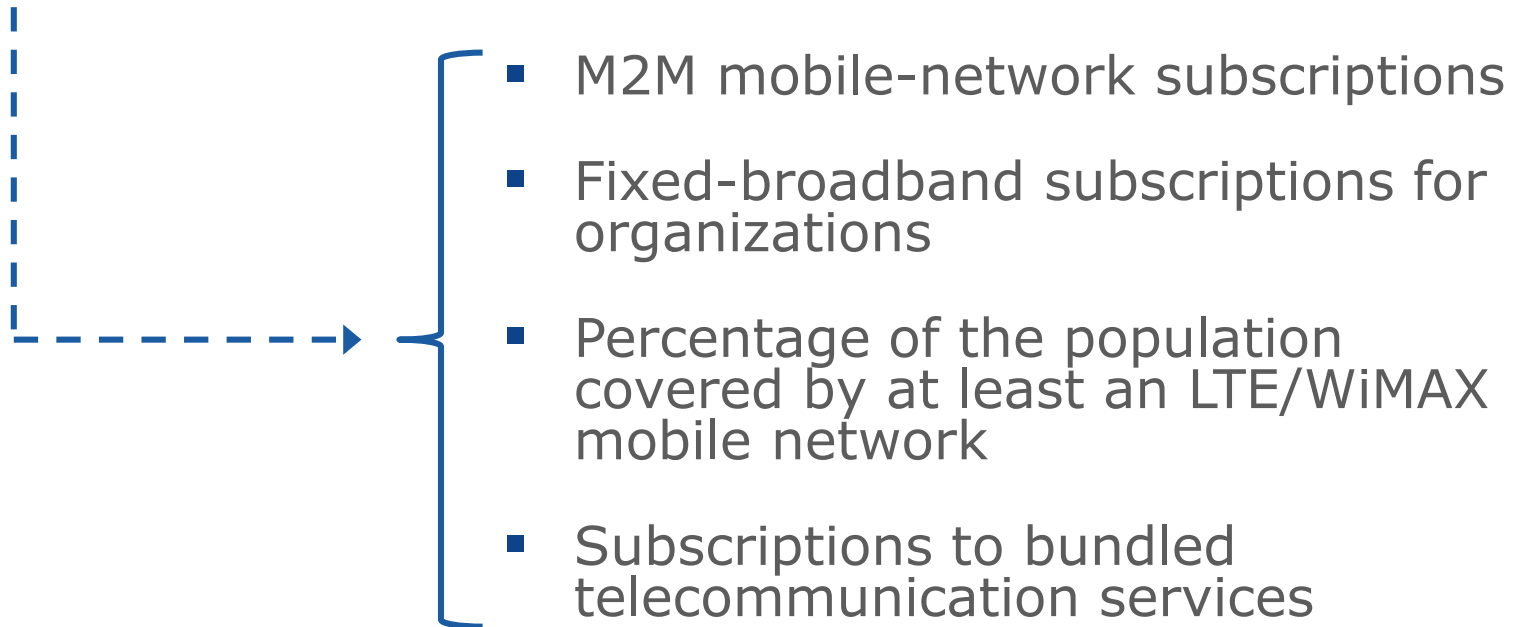 ▪ M2M mobile-network subscriptions
▪ Fixed-broadband subscriptions for
organizations
▪ Percentage of the population
covered by at least an LTE/WiMAX
mobile network
▪ Subscriptions to bundled
telecommunication services